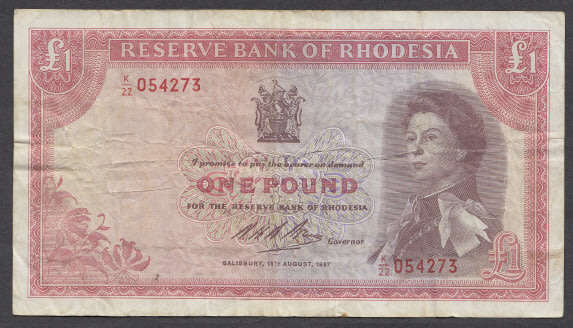 RESERVE BANK OF RHODESIA
£1
£1
K/22 054273
I promise to pay the bearer on demand
ONE POUND
FOR THE RESERVE BANK OF RHODESIA
Governor
SALISBURY, 18TH AUGUST, 1967
K/22 054273
£1